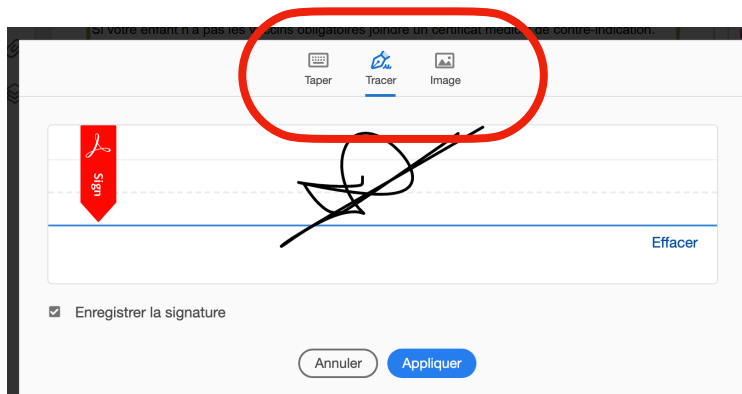 Si votre enfant n'a pas les vaccins obligatoires joindre un certificat médical de contre-indication.
Taper Tracer Image
Sign
Effacer
Enregistrer la signature
Annuler Appliquer